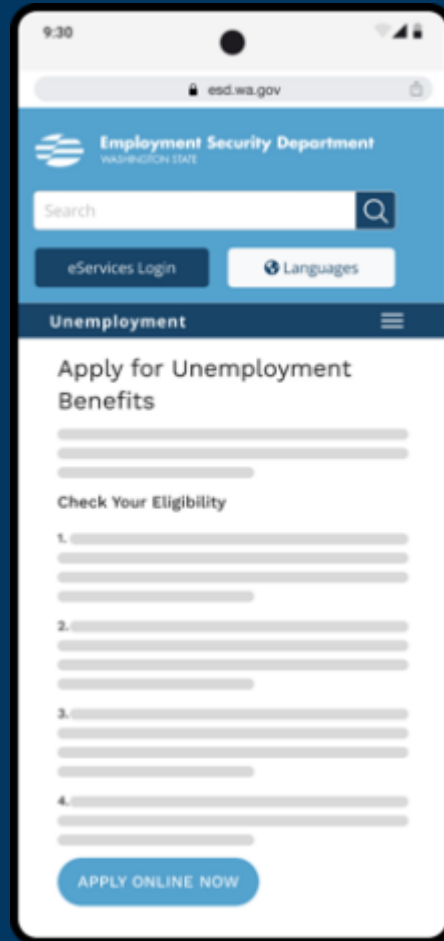 9:30
esd.wa.gov
Employment Security Department
WASHINGTON STATE
Search
eServices Login
Languages
Unemployment
Apply for Unemployment
Benefits
Check Your Eligibility
1.
2.
3.
4.
APPLY ONLINE NOW